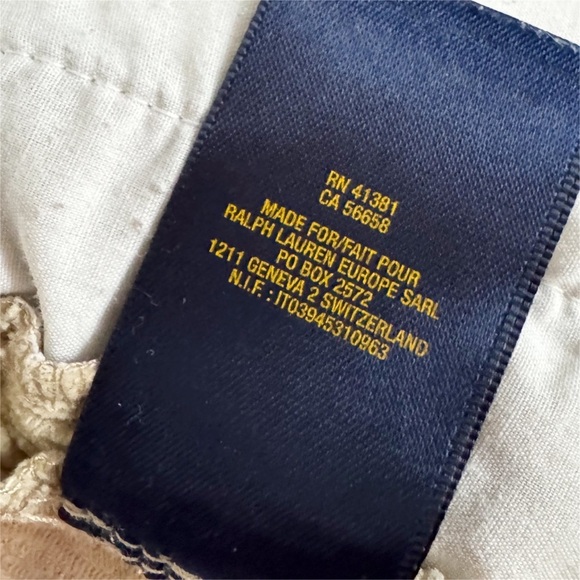 RN 41381
CA 56658
MADE FOR/FAIT POUR
RALPH LAUREN EUROPE SARL
PO BOX 2572
1211 GENEVA 2 SWITZERLAND
N.I.F. :IT03945310963